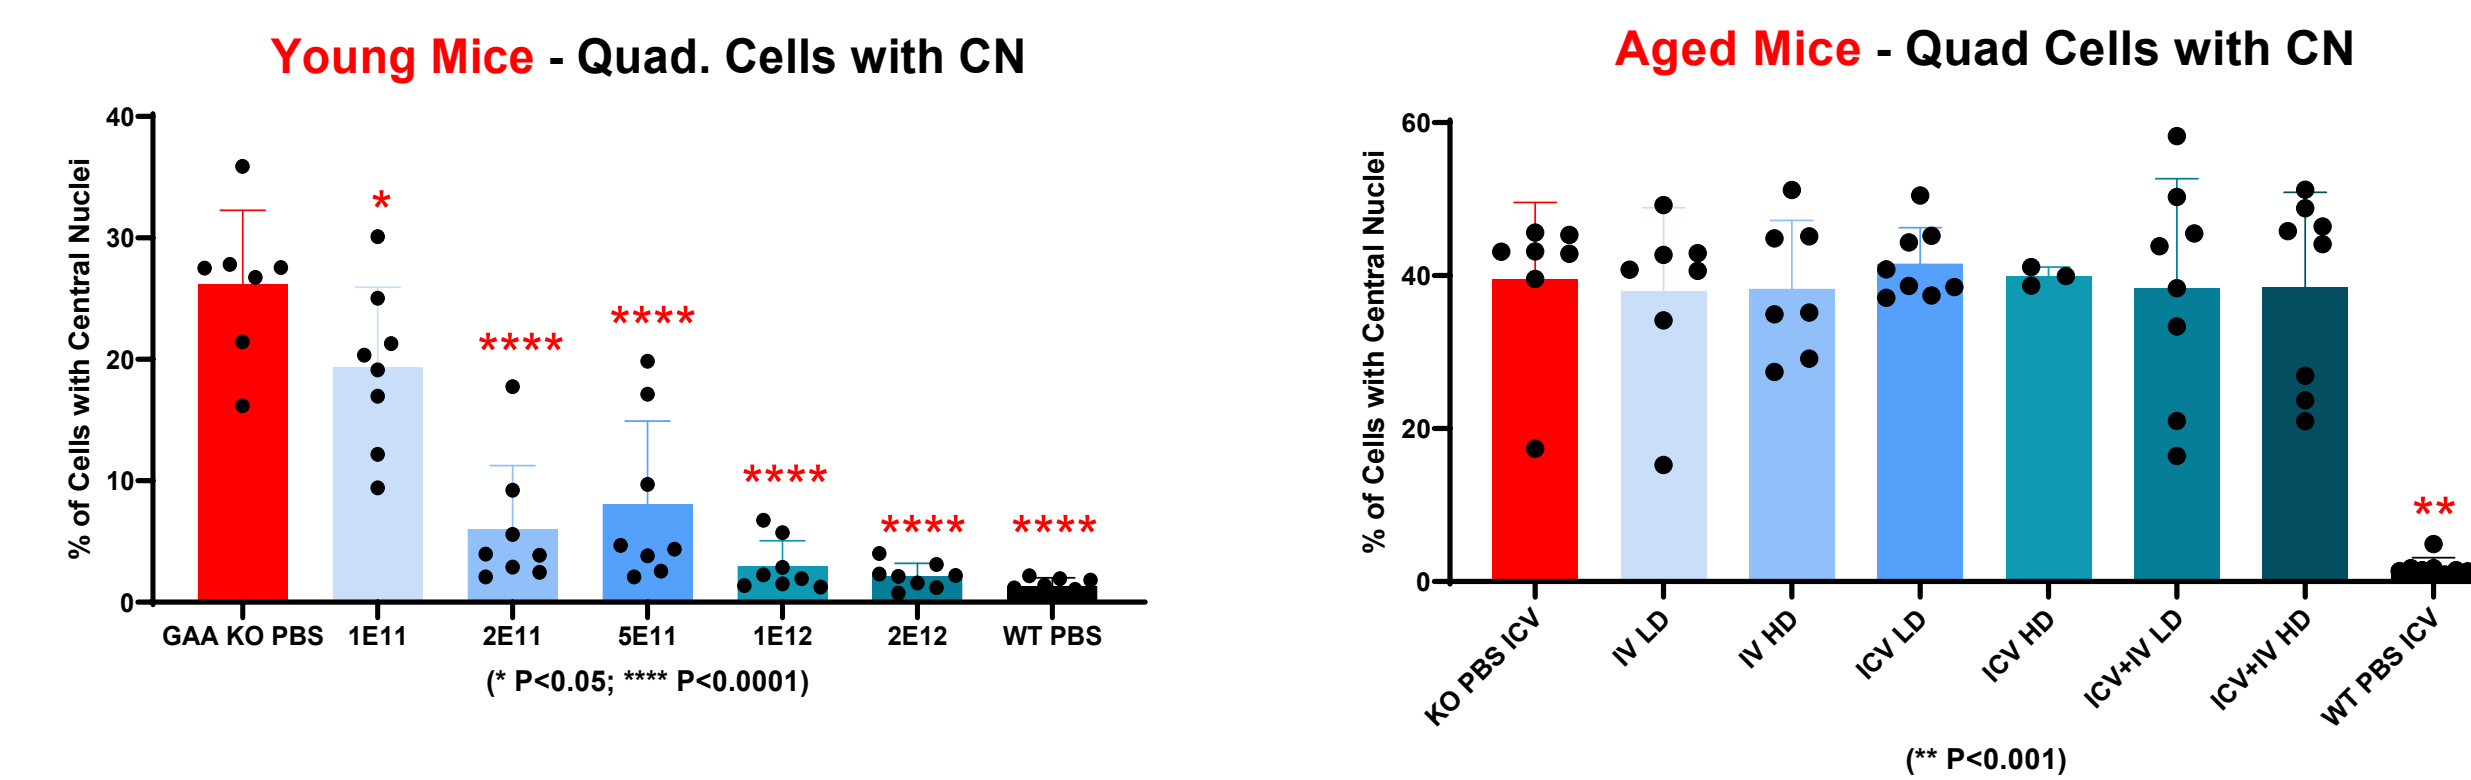 Young Mice - Quad. Cells with CN
% of Cells with Central Nuclei
40
30
20
10
0
*
****
****
****
****
****
GAA KO PBS 1E11 2E11 5E11 1E12 2E12 WT PBS
(* P<0.05; **** P<0.0001)
Aged Mice - Quad Cells with CN
% of Cells with Central Nuclei
60
40
20
0
**
KO PBS ICV
IV LD
IV HD
ICV LD
ICV HD
ICV+IV LD
ICV+IV HD
WT PBS ICV
(** P<0.001)